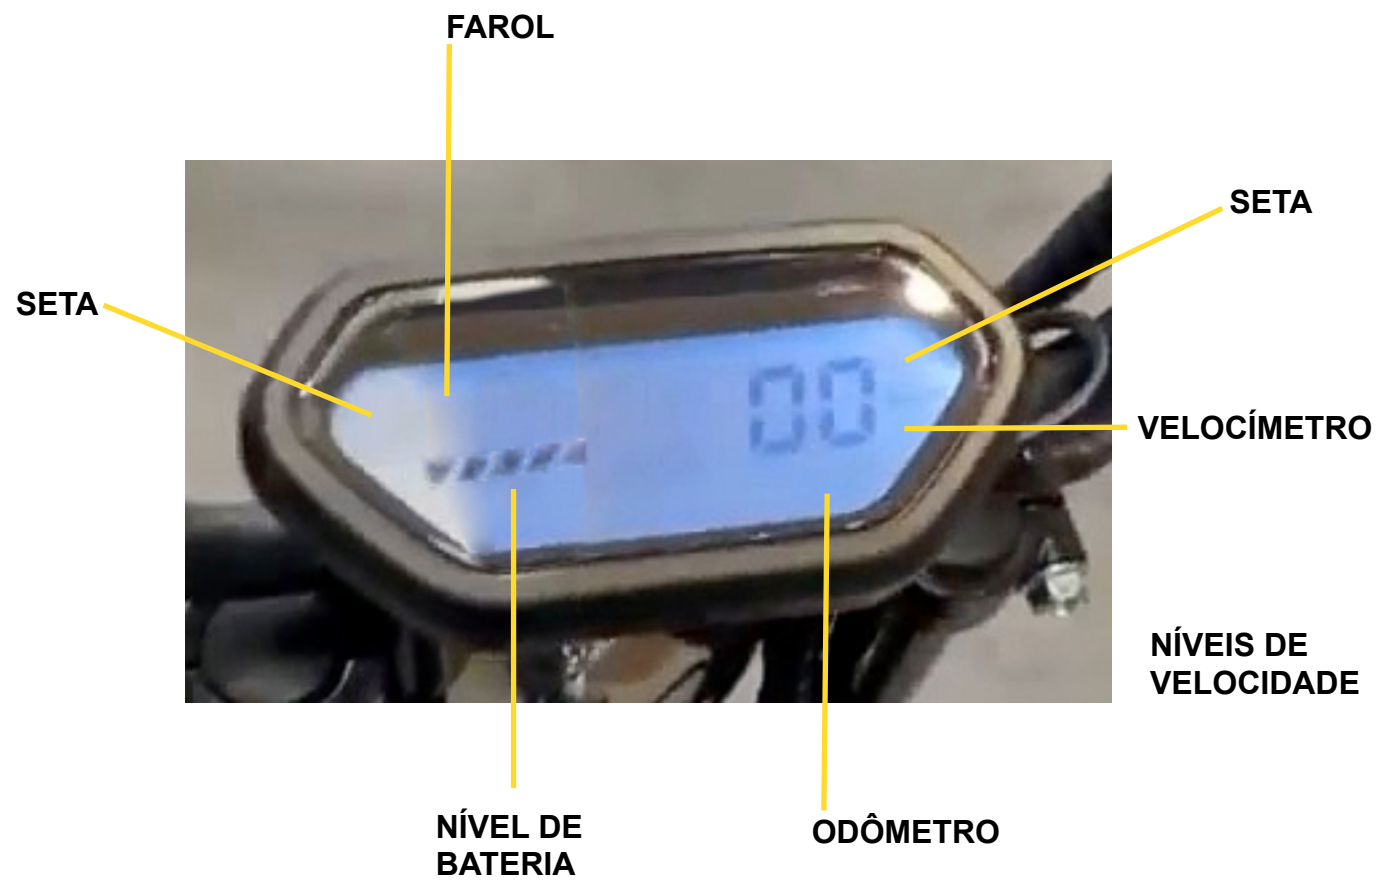 FAROL
SETA
SETA
00
VELOCÍMETRO
NÍVEIS DE
VELOCIDADE
NÍVEL DE
BATERIA
ODÔMETRO